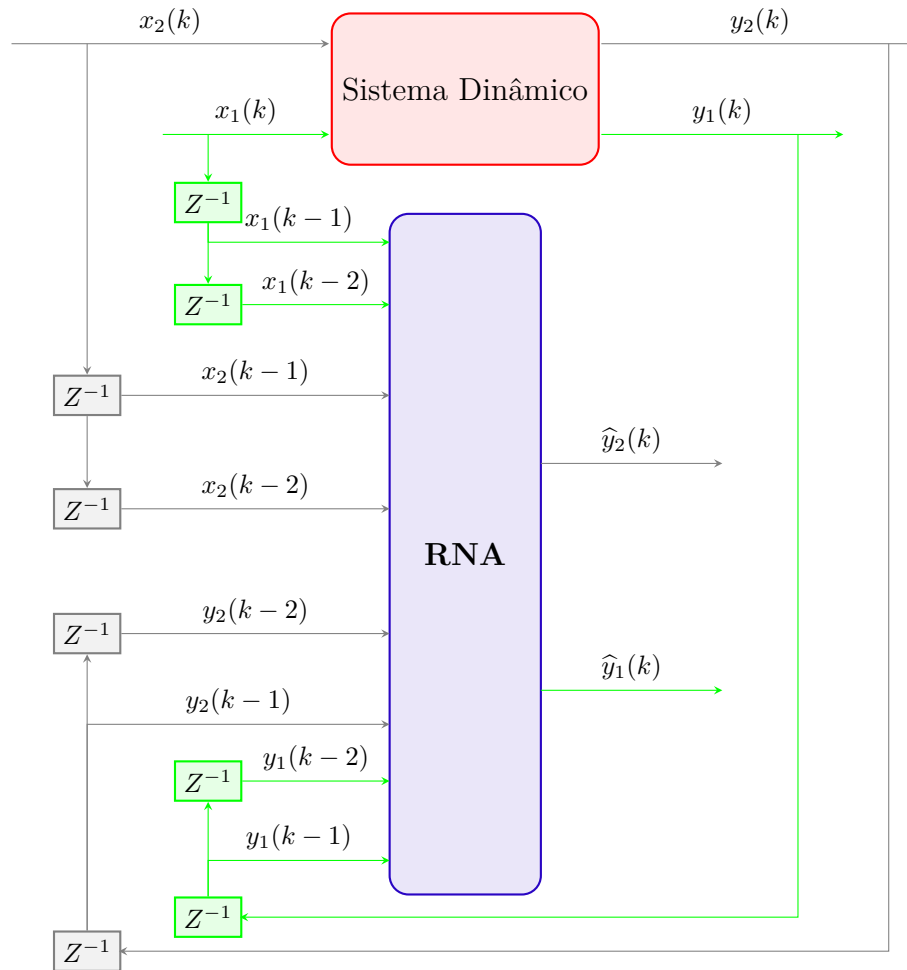 x₂(k)
y₂(k)
Sistema Dinâmico
x₁(k)
y₁(k)
Z⁻¹
x₁(k − 1)
Z⁻¹
x₁(k − 2)
Z⁻¹
x₂(k − 1)
ŷ₂(k)
Z⁻¹
x₂(k − 2)
RNA
Z⁻¹
y₂(k − 2)
ŷ₁(k)
y₂(k − 1)
Z⁻¹
y₁(k − 2)
y₁(k − 1)
Z⁻¹
Z⁻¹